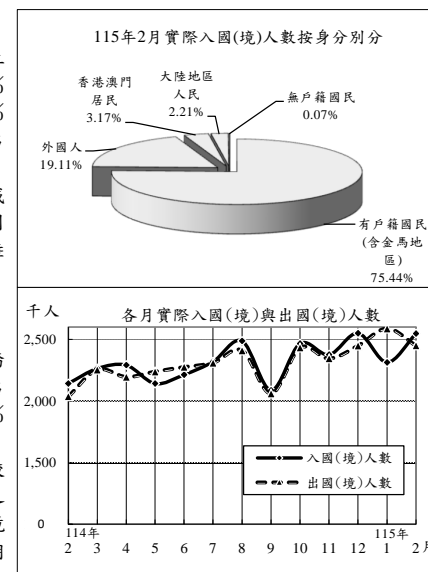 115年2月實際入國(境)人數按身分別分
香港澳門
居民
3.17%
大陸地區
人民
2.21%
無戶籍國民
0.07%
外國人
19.11%
有戶籍國民
(含金馬地
區)
75.44%
千人
各月實際入國(境)與出國(境)人數
2,500
2,000
1,500
0
入國(境)人數
出國(境)人數
114年 115年
2 3 4 5 6 7 8 9 10 11 12 1 2月